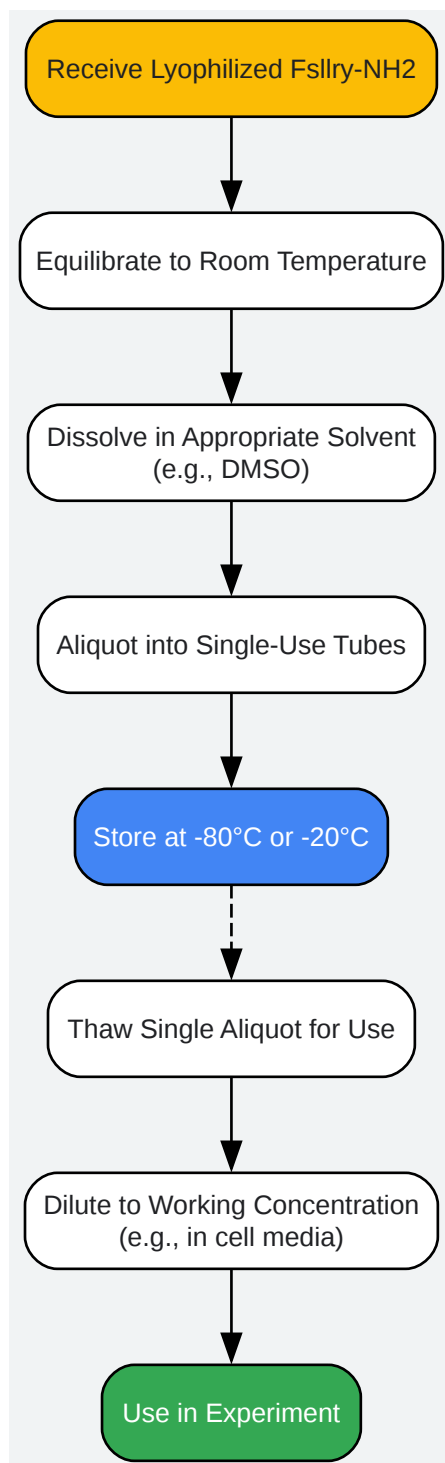 Receive Lyophilized Fsllry-NH2
Equilibrate to Room Temperature
Dissolve in Appropriate Solvent
(e.g., DMSO)
Aliquot into Single-Use Tubes
Store at -80°C or -20°C
Thaw Single Aliquot for Use
Dilute to Working Concentration
(e.g., in cell media)
Use in Experiment